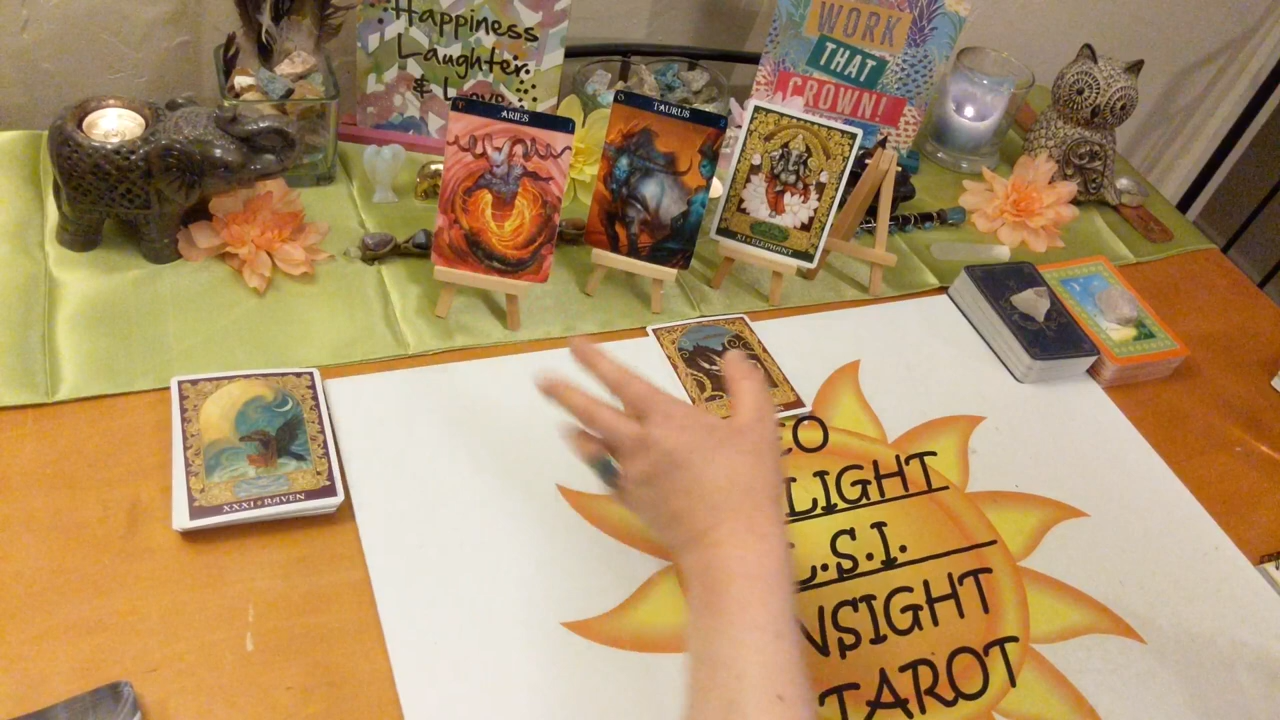 Happiness
Laughter
&
WORK
THAT
CROWN!
ARIES
TAURUS
XI ELEPHANT
XXXI RAVEN
LIGHT
.S.I.
NSIGHT
TAROT